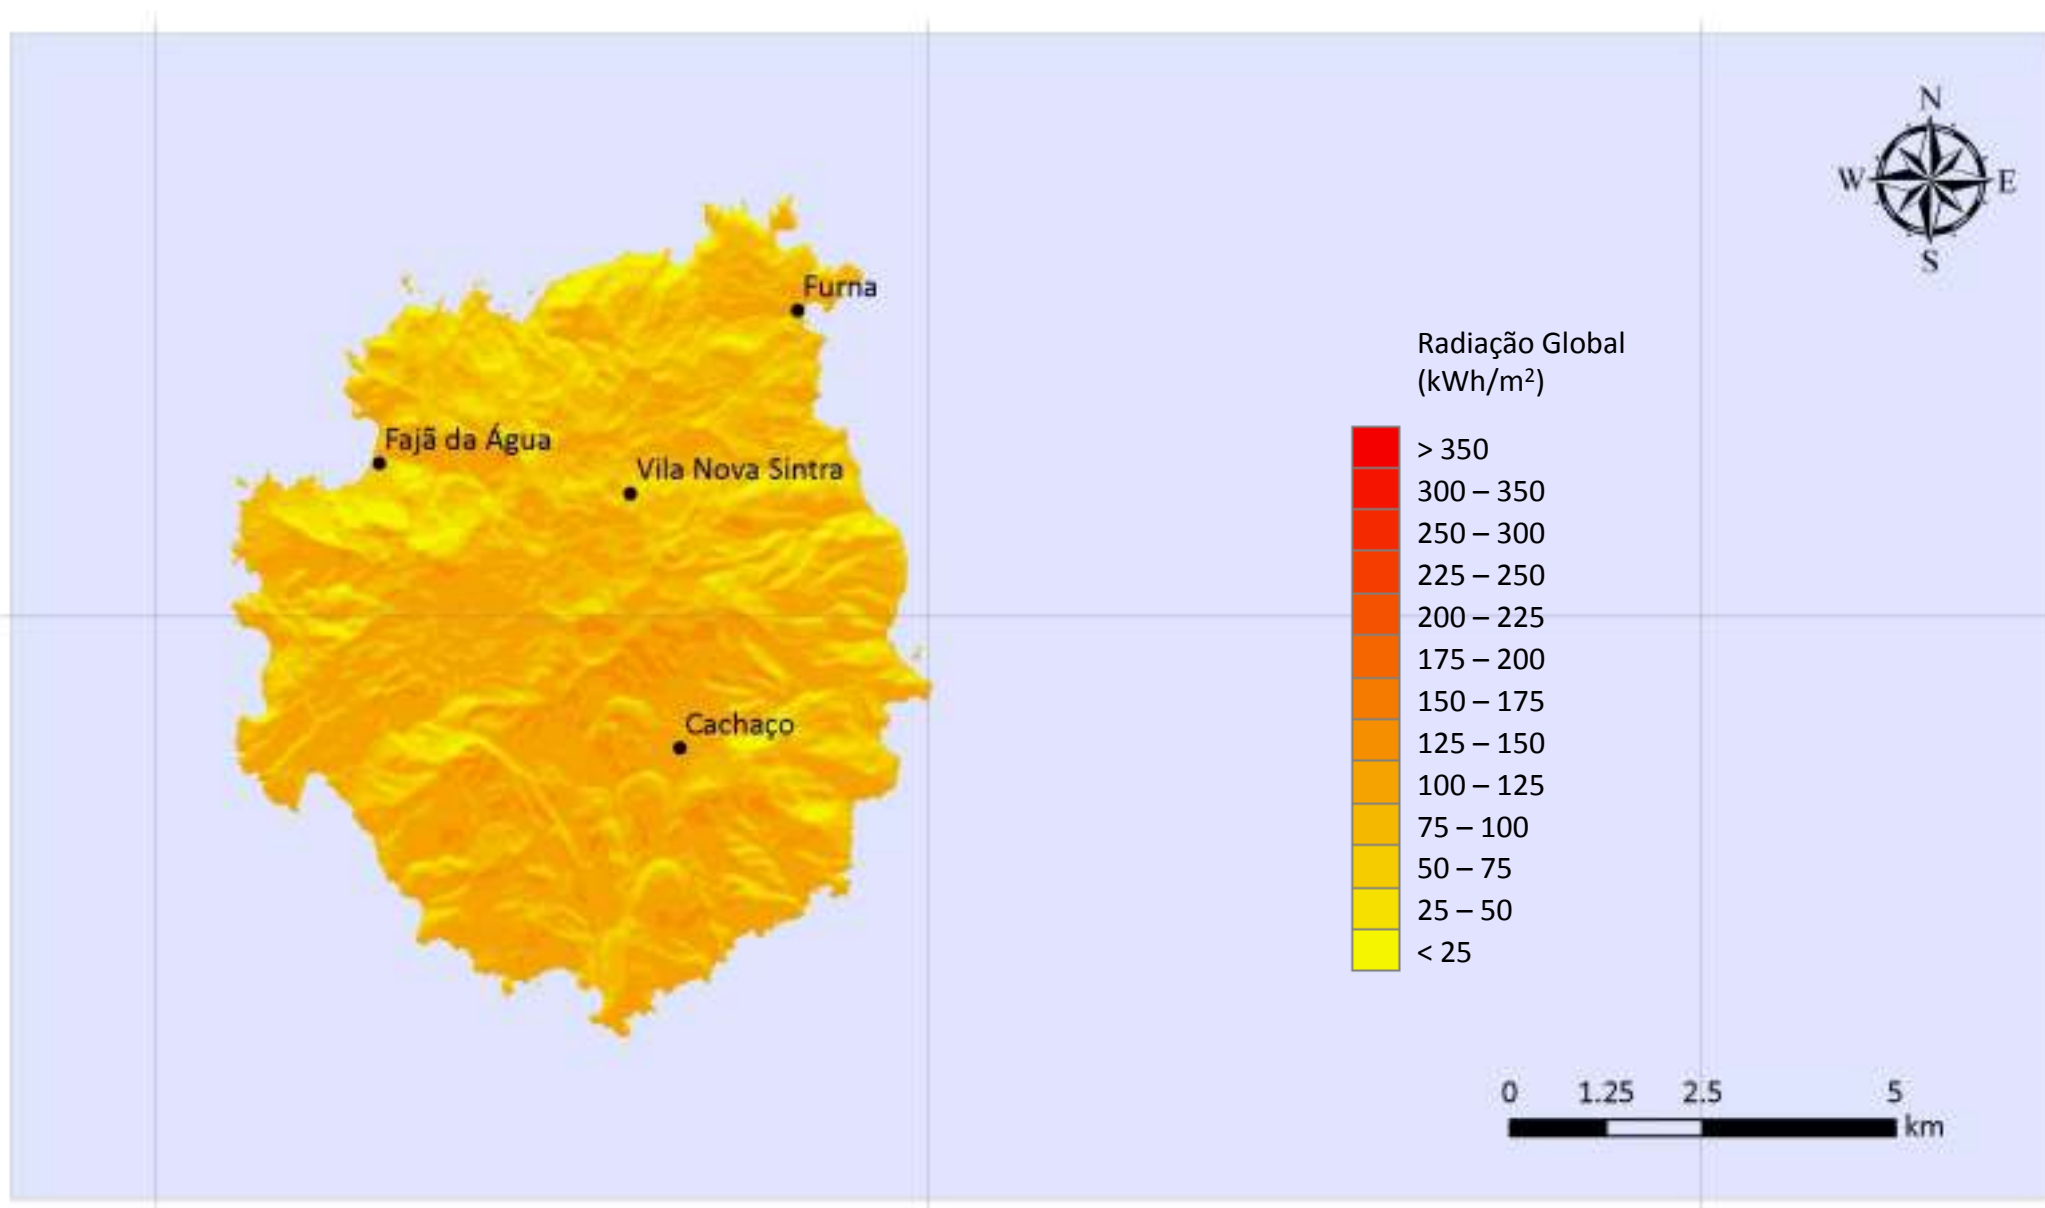 N
W
E
S
Furna
Fajã da Água
Vila Nova Sintra
Cachaço
Radiação Global
(kWh/m²)
> 350
300 – 350
250 – 300
225 – 250
200 – 225
175 – 200
150 – 175
125 – 150
100 – 125
75 – 100
50 – 75
25 – 50
< 25
0 1.25 2.5 5
km